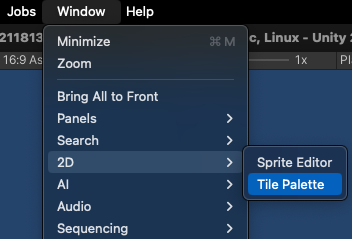 Jobs Window Help
211813
c, Linux - Unity 2
16:9 As
1x
Pla
Minimize ⌘ M
Zoom
Bring All to Front
Panels
Search
2D
Sprite Editor
AI
Tile Palette
Audio
Sequencing